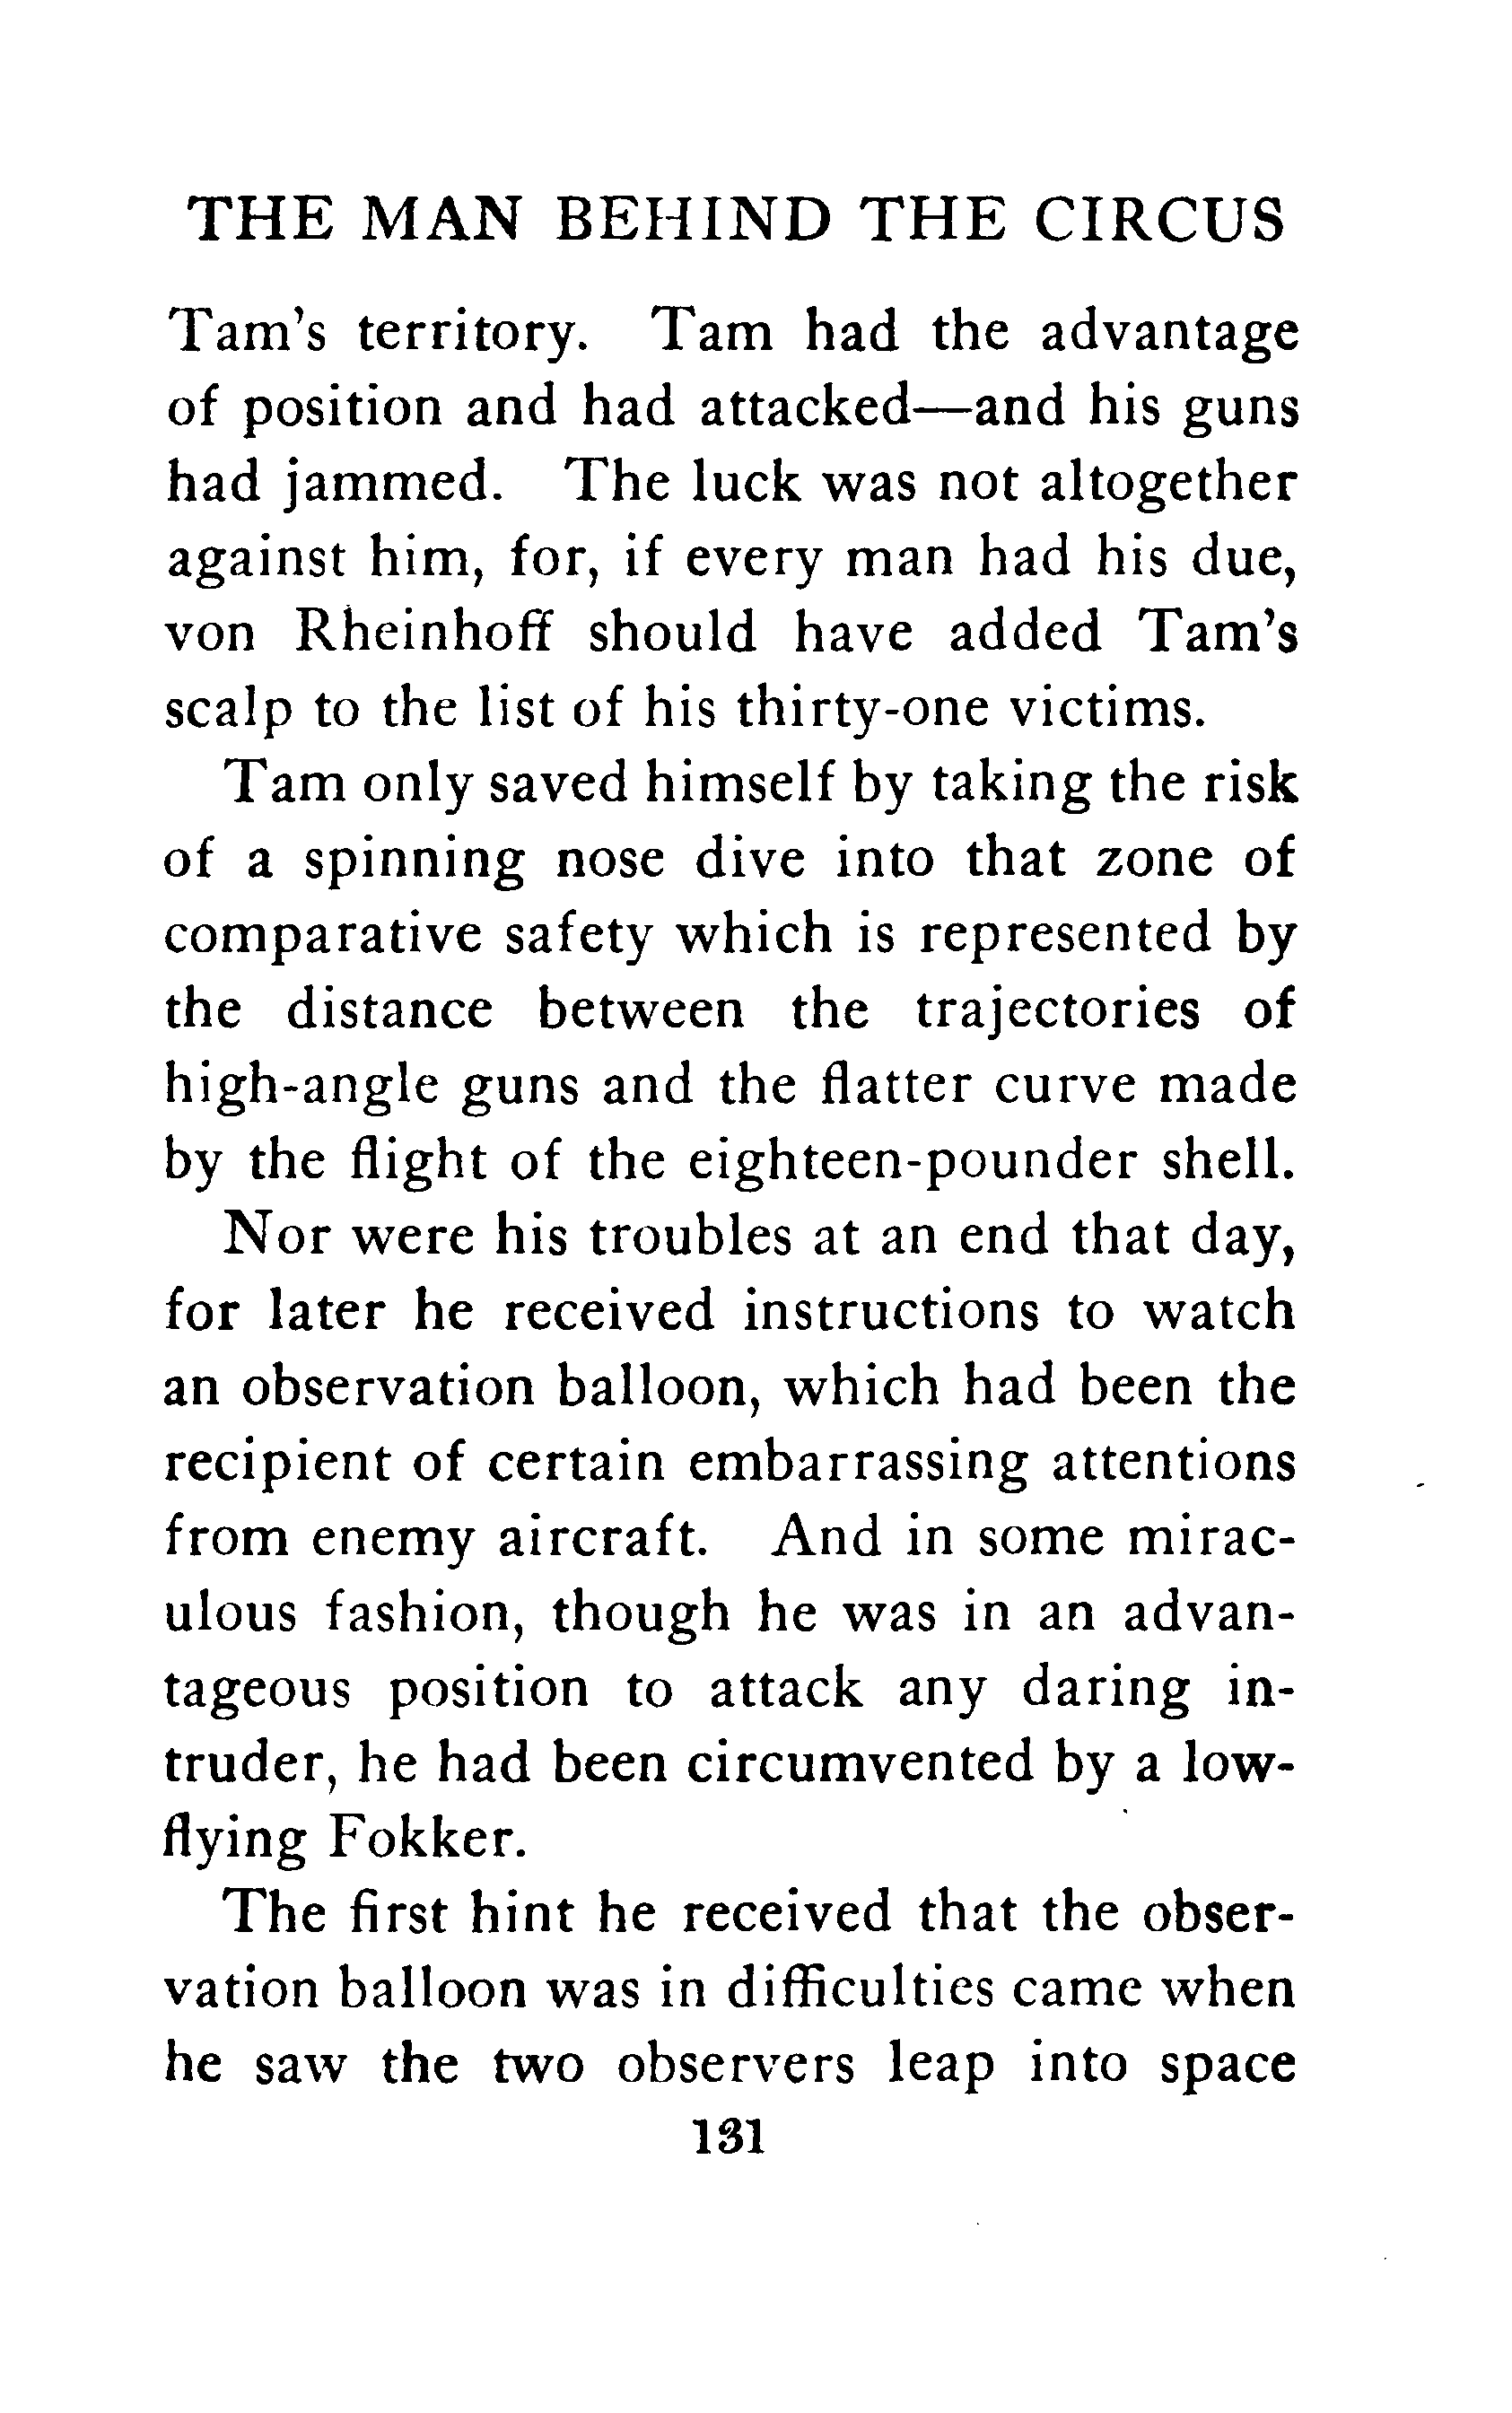 THE MAN BEHIND THE CIRCUS
Tam's territory. Tam had the advantage
of position and had attacked—and his guns
had jammed. The luck was not altogether
against him, for, if every man had his due,
von Rheinhoff should have added Tam's
scalp to the list of his thirty-one victims.
Tam only saved himself by taking the risk
of a spinning nose dive into that zone of
comparative safety which is represented by
the distance between the trajectories of
high-angle guns and the flatter curve made
by the flight of the eighteen-pounder shell.
Nor were his troubles at an end that day,
for later he received instructions to watch
an observation balloon, which had been the
recipient of certain embarrassing attentions
from enemy aircraft. And in some mirac-
ulous fashion, though he was in an advan-
tageous position to attack any daring in-
truder, he had been circumvented by a low-
flying Fokker.
The first hint he received that the obser-
vation balloon was in difficulties came when
he saw the two observers leap into space
131